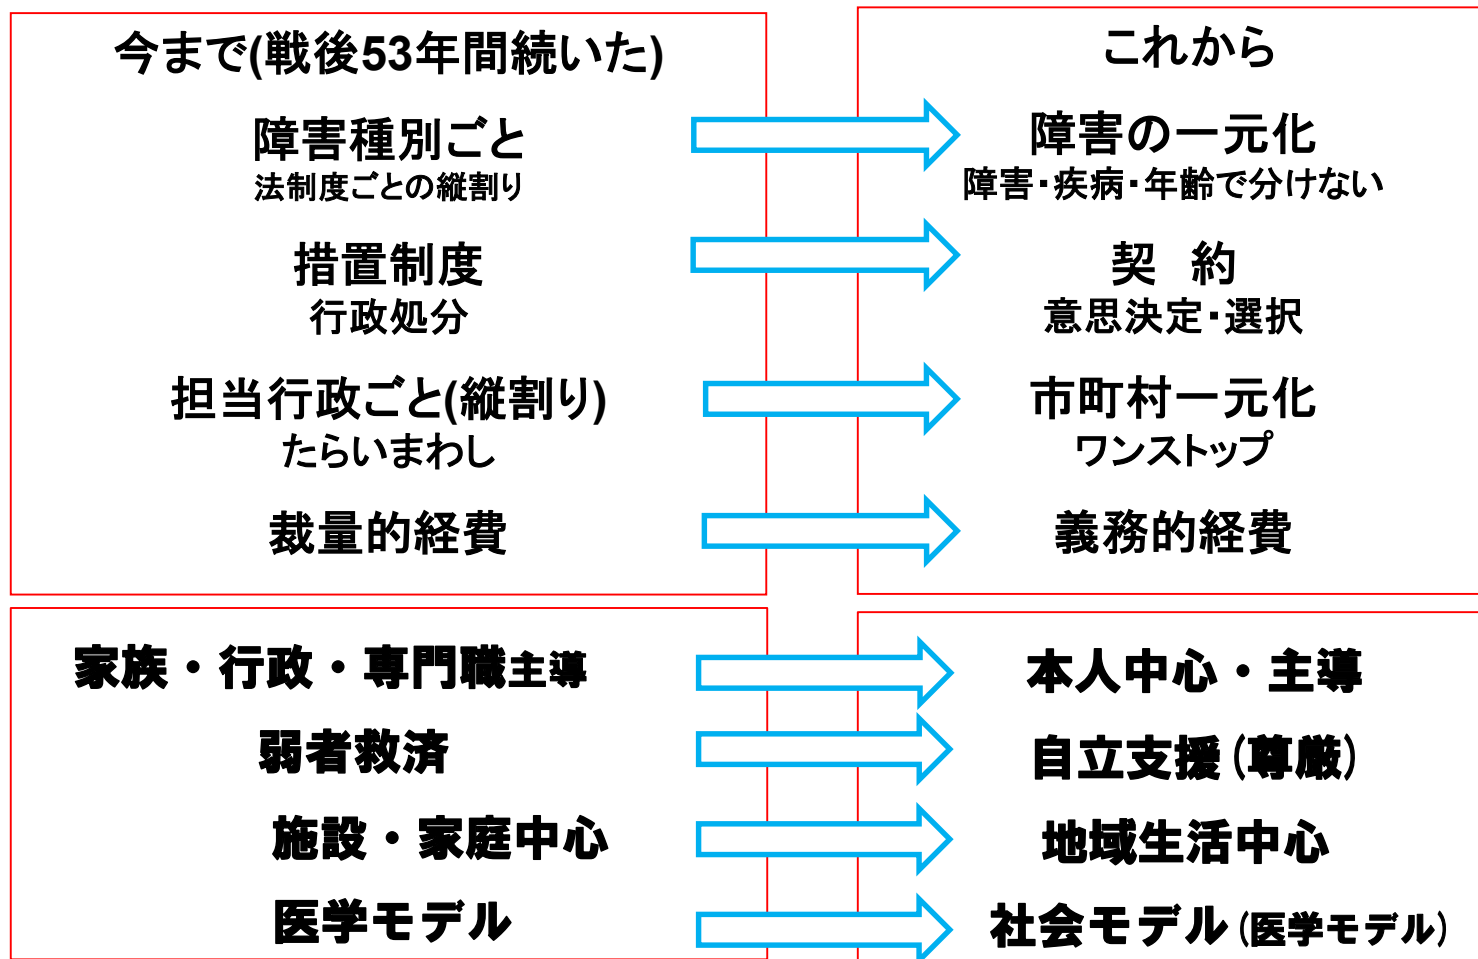 今まで(戦後53年間続いた)
障害種別ごと
法制度ごとの縦割り
措置制度
行政処分
担当行政ごと(縦割り)
たらいまわし
裁量的経費
これから
障害の一元化
障害・疾病・年齢で分けない
契　約
意思決定・選択
市町村一元化
ワンストップ
義務的経費
家族・行政・専門職主導
弱者救済
施設・家庭中心
医学モデル
本人中心・主導
自立支援(尊厳)
地域生活中心
社会モデル(医学モデル)